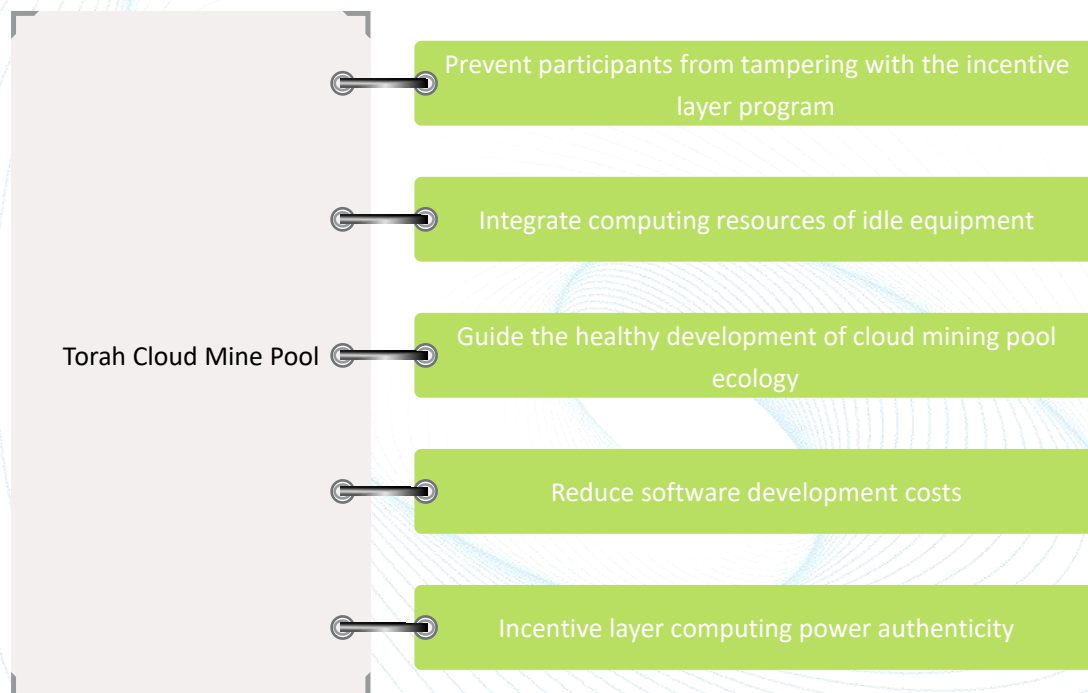 Prevent participants from tampering with the incentive
layer program
Integrate computing resources of idle equipment
Torah Cloud Mine Pool
Guide the healthy development of cloud mining pool
ecology
Reduce software development costs
Incentive layer computing power authenticity